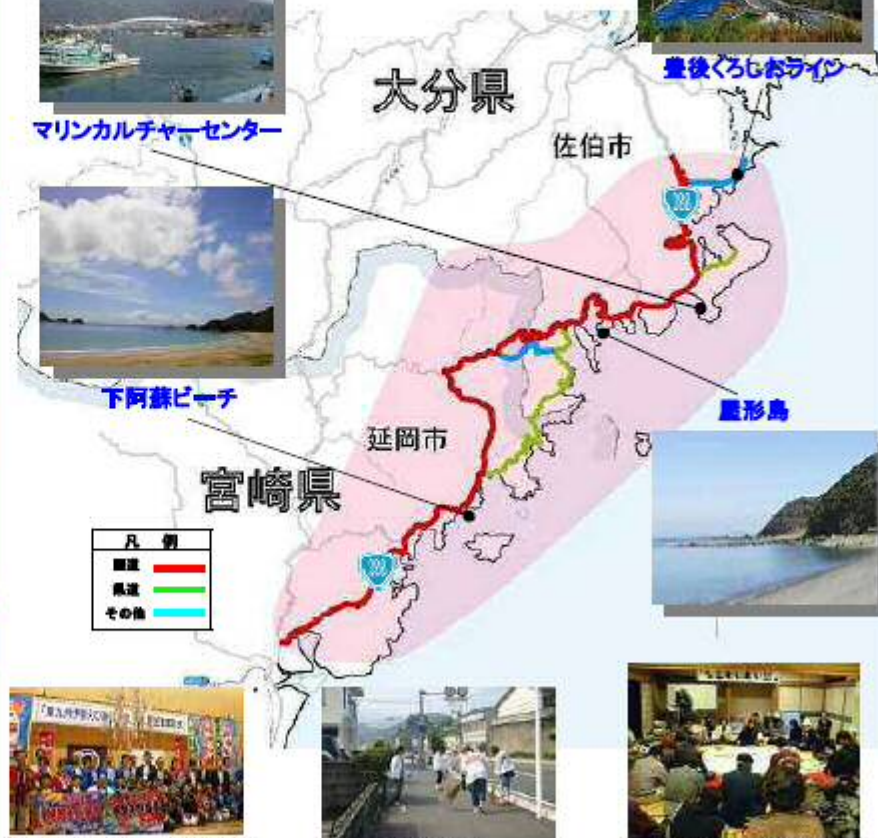 豊後くろしおライン
マリンカルチャーセンター
大分県
佐伯市
下阿蘇ビーチ
屋形島
延岡市
宮崎県
凡 例
国道
県道
その他